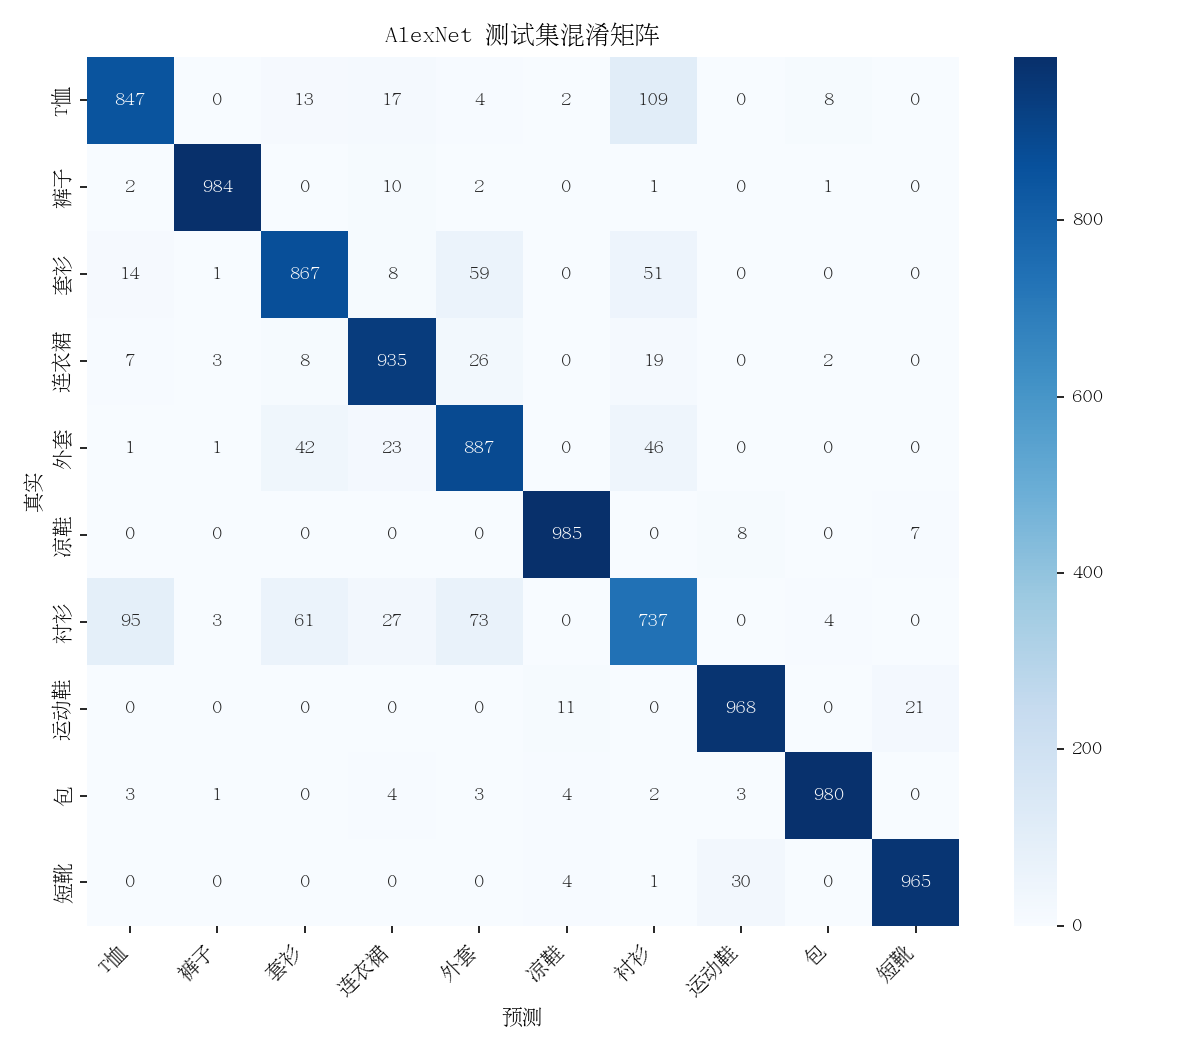 AlexNet 测试集混淆矩阵
T恤 847 0 13 17 4 2 109 0 8 0
裤子 2 984 0 10 2 0 1 0 1 0
套衫 14 1 867 8 59 0 51 0 0 0
连衣裙 7 3 8 935 26 0 19 0 2 0
外套 1 1 42 23 887 0 46 0 0 0
凉鞋 0 0 0 0 0 985 0 8 0 7
衬衫 95 3 61 27 73 0 737 0 4 0
运动鞋 0 0 0 0 0 11 0 968 0 21
包 3 1 0 4 3 4 2 3 980 0
短靴 0 0 0 0 0 4 1 30 0 965
真实
T恤 裤子 套衫 连衣裙 外套 凉鞋 衬衫 运动鞋 包 短靴
预测
800
600
400
200
0